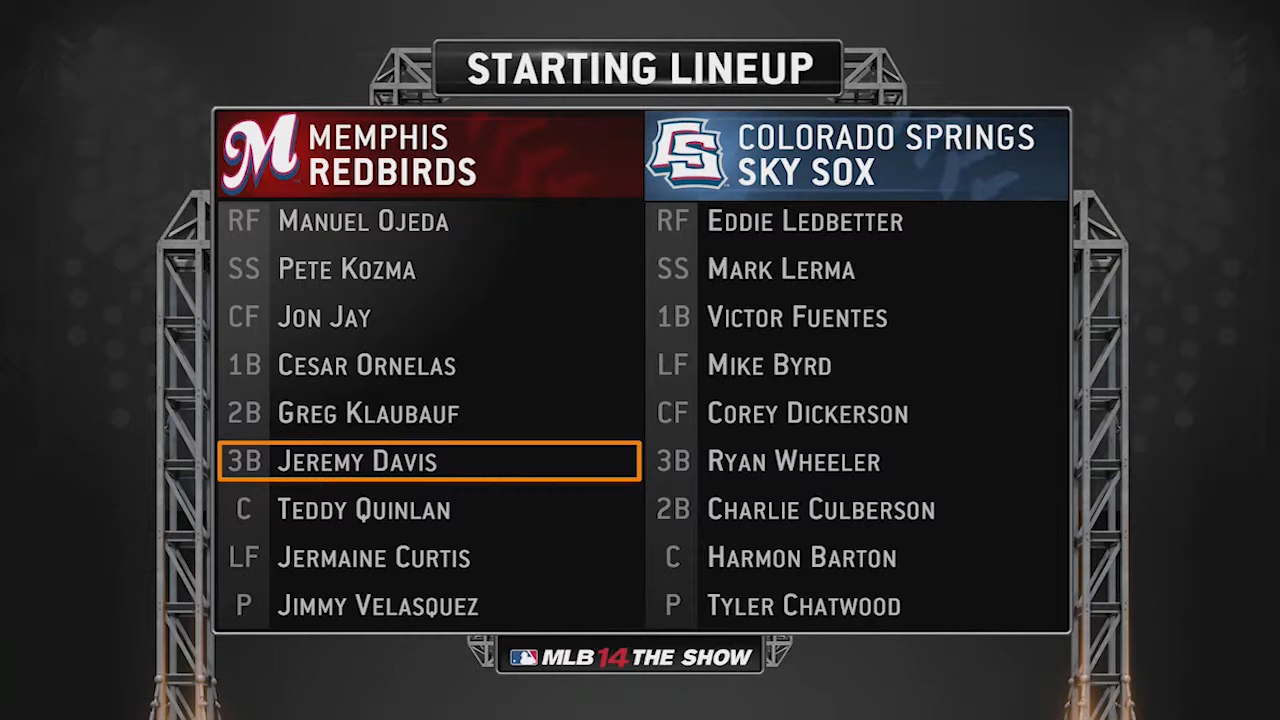 STARTING LINEUP
M MEMPHIS
REDBIRDS
RF MANUEL OJEDA
SS PETE KOZMA
CF JON JAY
1B CESAR ORNELAS
2B GREG KLAUBAUF
3B JEREMY DAVIS
C TEDDY QUINLAN
LF JERMAINE CURTIS
P JIMMY VELASQUEZ
CS COLORADO SPRINGS
SKY SOX
RF EDDIE LEDBETTER
SS MARK LERMA
1B VICTOR FUENTES
LF MIKE BYRD
CF COREY DICKERSON
3B RYAN WHEELER
2B CHARLIE CULBERSON
C HARMON BARTON
P TYLER CHATWOOD
MLB 14 THE SHOW